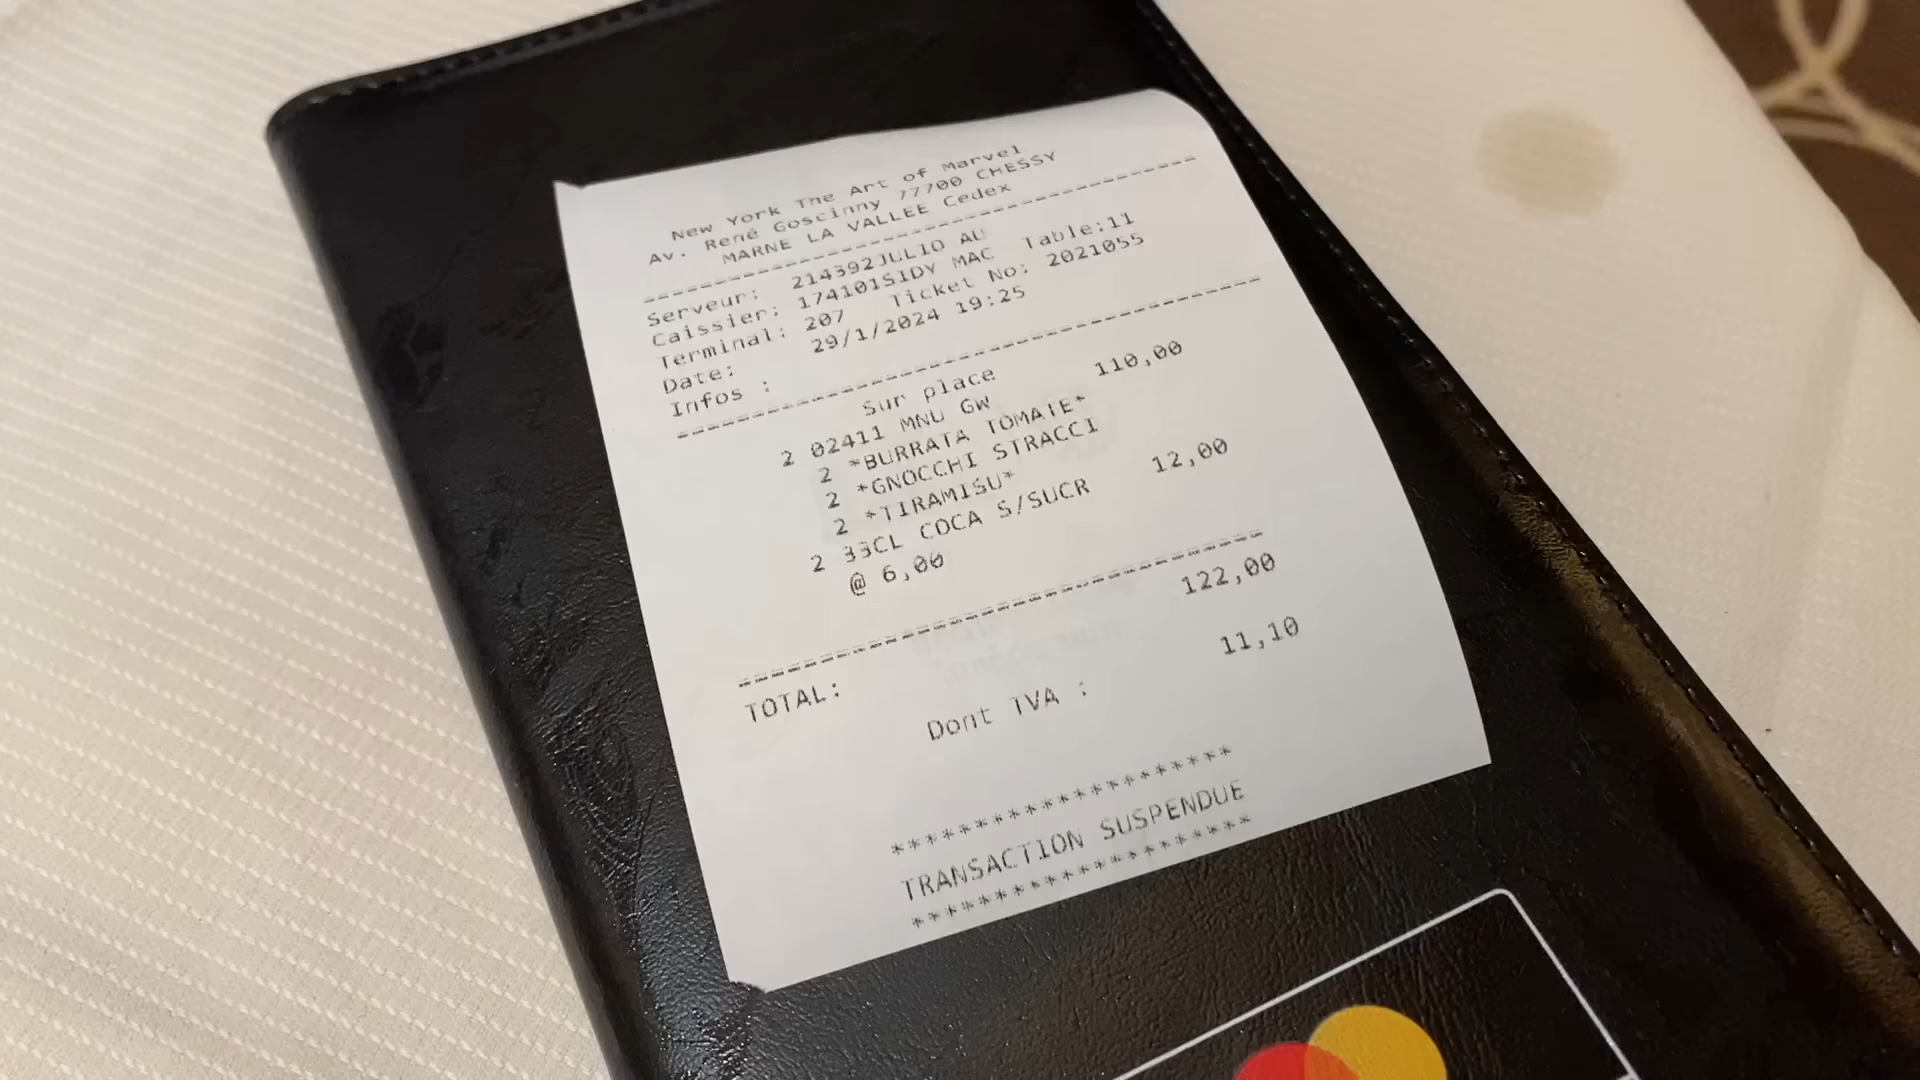 New York The Art of Marvel
Av. René Goscinny 77700 CHESSY
MARNE LA VALLEE Cedex
Serveur: 214392JULIO AU
Caissier: 174101SIDY MAC Table:11
Terminal: 207 Ticket No: 2021055
Date: 29/1/2024 19:25
Infos :
Sur place
2 02411 MNU GW 110,00
2 *BURRATA TOMATE*
2 *GNOCCHI STRACCI
2 *TIRAMISU*
2 33CL COCA S/SUCR 12,00
@ 6,00
TOTAL: 122,00
Dont TVA : 11,10
*********************
TRANSACTION SUSPENDUE
*********************